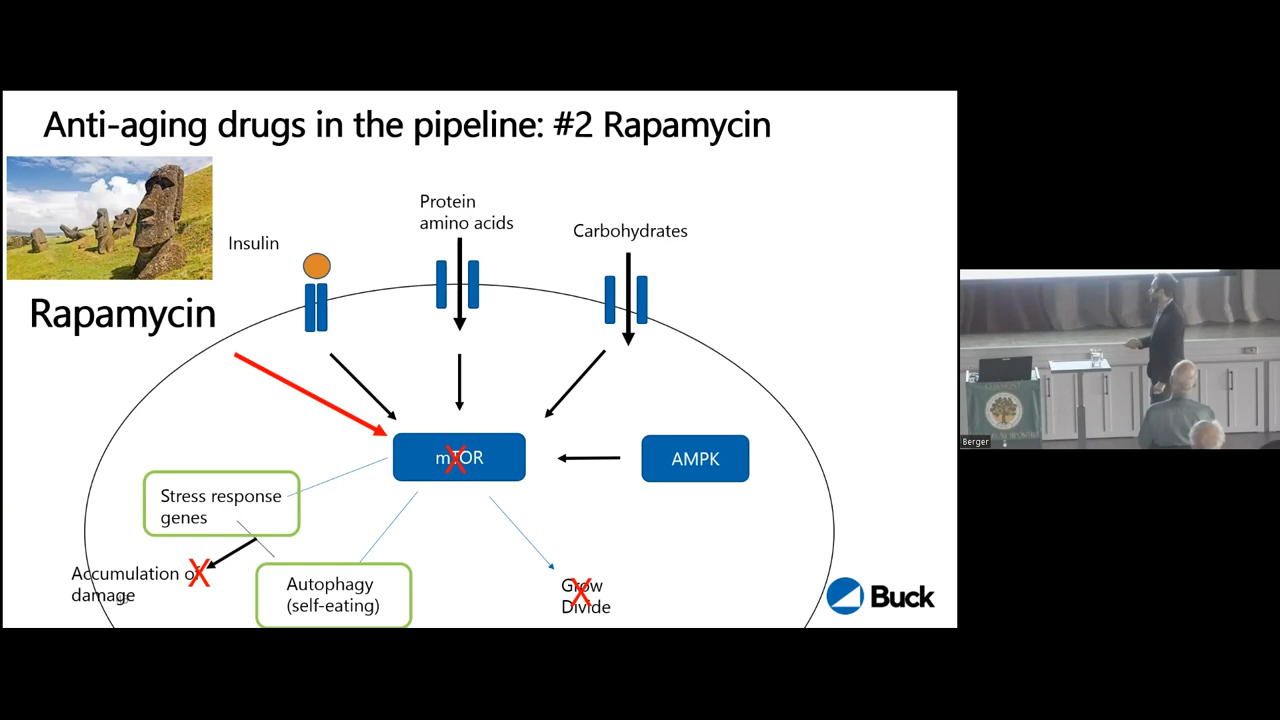 Anti-aging drugs in the pipeline: #2 Rapamycin
Protein
amino acids
Carbohydrates
Insulin
Rapamycin
mTOR
AMPK
Stress response
genes
Accumulation of
damage
Autophagy
(self-eating)
Grow
Divide
Buck
Berger